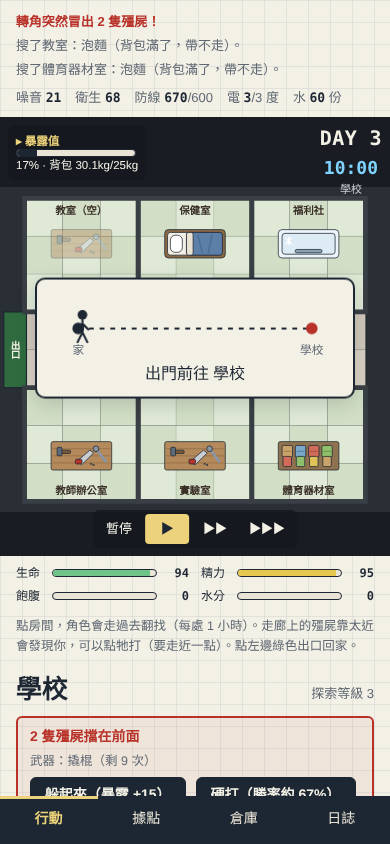 轉角突然冒出 2 隻殭屍！
搜了教室：泡麵（背包滿了，帶不走）。
搜了體育器材室：泡麵（背包滿了，帶不走）。
噪音 21 衛生 68 防線 670/600 電 3/3 度 水 60 份
▸ 暴露值
17% · 背包 30.1kg/25kg
DAY 3
10:00
學校
教室（空） 保健室 福利社
出口
家 學校
出門前往 學校
教師辦公室 實驗室 體育器材室
暫停
生命 94 精力 95
飽腹 0 水分 0
點房間，角色會走過去翻找（每處 1 小時）。走廊上的殭屍靠太近
會發現你，可以點牠打（要走近一點）。點左邊綠色出口回家。
學校 探索等級 3
2 隻殭屍擋在前面
武器：撬棍（剩 9 次）
躲起來（暴露 +15） 硬打（勝率約 67%）
行動 據點 倉庫 日誌